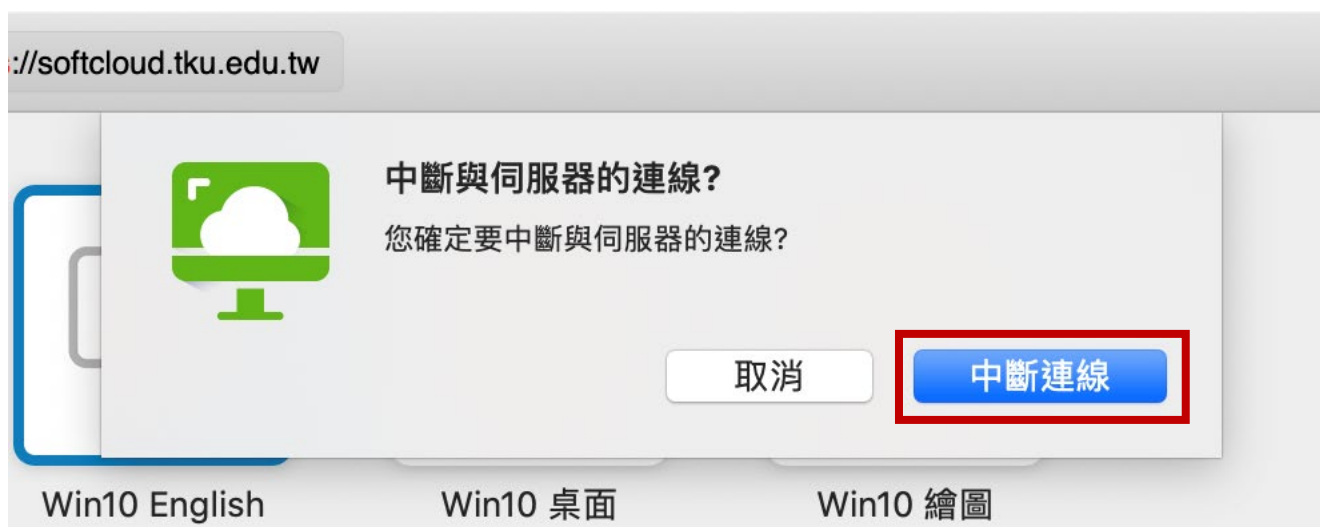 ://softcloud.tku.edu.tw
中斷與伺服器的連線?
您確定要中斷與伺服器的連線?
取消
中斷連線
Win10 English
Win10 桌面
Win10 繪圖